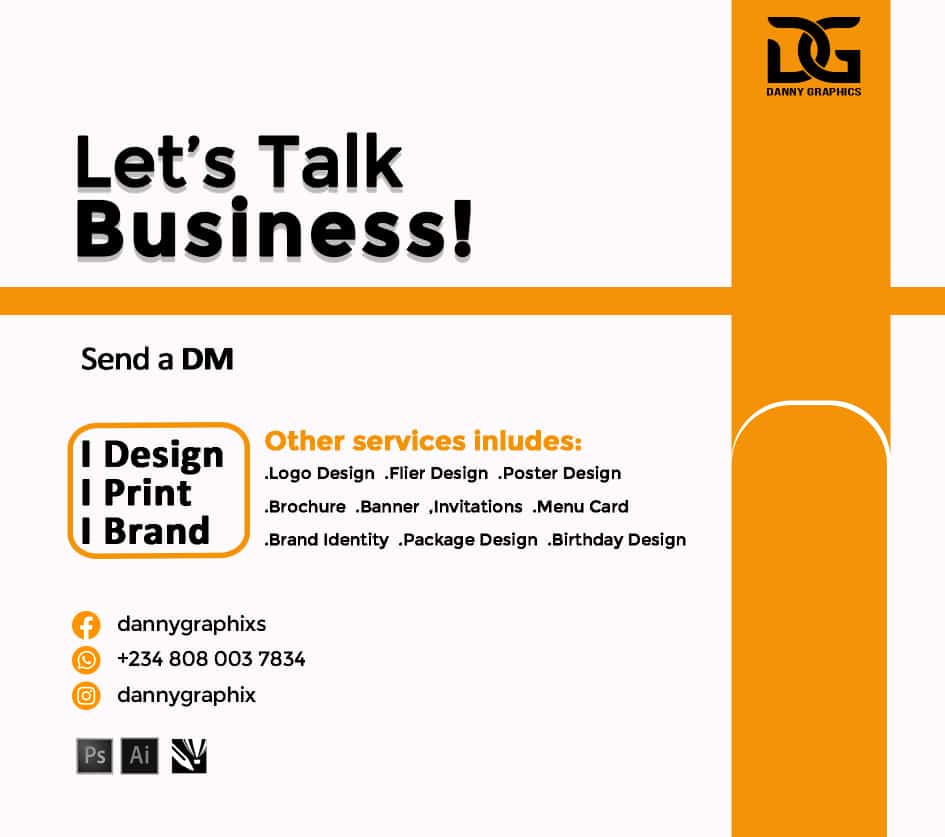 DG
DANNY GRAPHICS
Let’s Talk
Business!
Send a DM
I Design
I Print
I Brand
Other services inludes:
.Logo Design .Flier Design .Poster Design
.Brochure .Banner ,Invitations .Menu Card
.Brand Identity .Package Design .Birthday Design
dannygraphixs
+234 808 003 7834
dannygraphix
Ps Ai